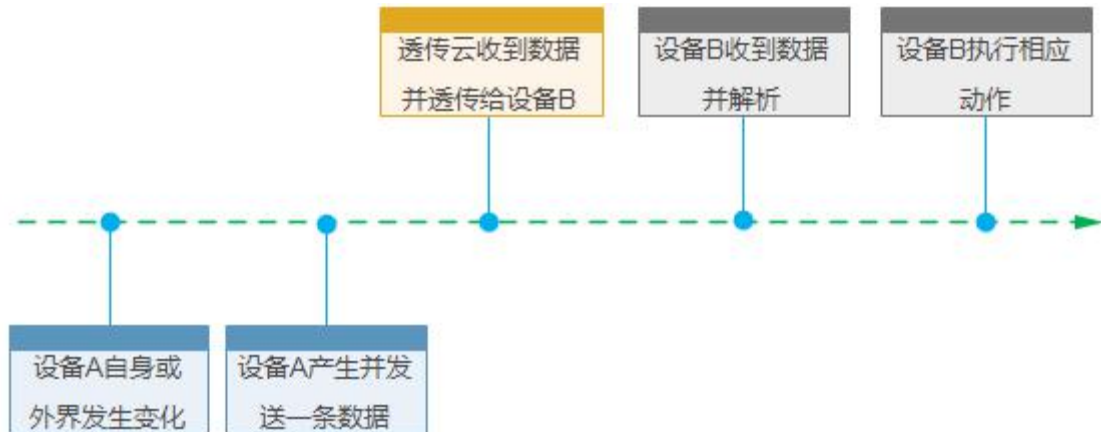 透传云收到数据
并透传给设备B
设备B收到数据
并解析
设备B执行相应
动作
设备A自身或
外界发生变化
设备A产生并发
送一条数据